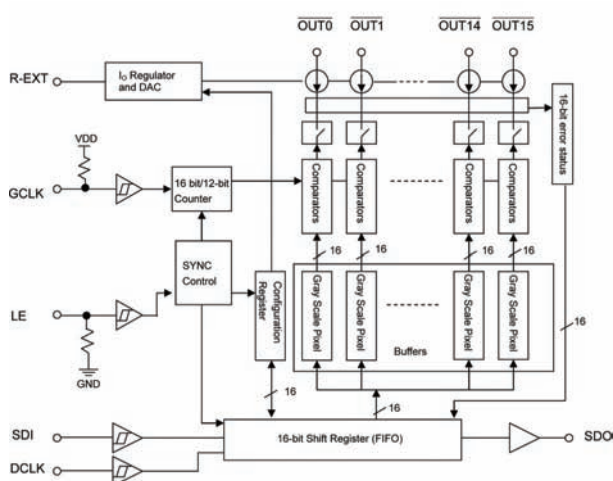 OUT0 OUT1 OUT14 OUT15
R-EXT
IO Regulator
and DAC
16-bit error status
VDD
GCLK
16 bit/12-bit
Counter
Comparators
Comparators
Comparators
Comparators
16
16
16
16
SYNC
Control
Configuration
Register
Gray Scale Pixel
Gray Scale Pixel
Gray Scale Pixel
Gray Scale Pixel
Buffers
LE
GND
16
16
16
SDI
16-bit Shift Register (FIFO)
SDO
DCLK